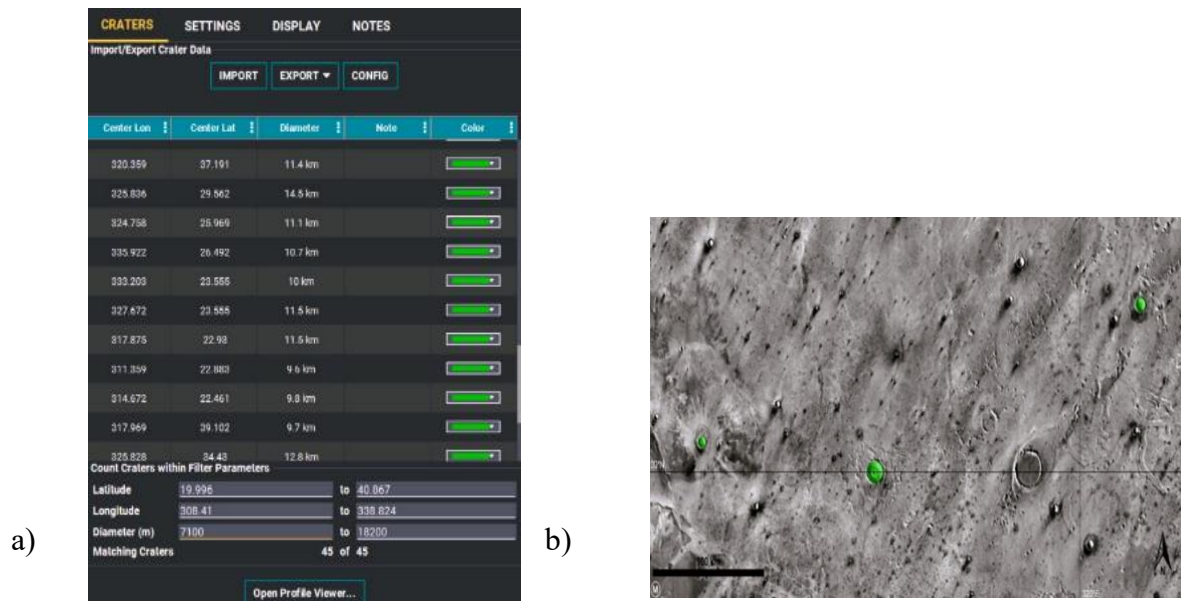 CRATERS SETTINGS DISPLAY NOTES
Import/Export Crater Data
IMPORT EXPORT CONFIG
Center Lon Center Lat Diameter Note Color
320.359 37.191 11.4 km
325.836 29.562 14.5 km
324.758 25.969 11.1 km
335.922 26.492 10.7 km
333.203 23.555 10 km
327.672 23.555 11.5 km
317.875 22.93 11.5 km
311.359 22.883 9.6 km
314.672 22.461 9.8 km
317.969 39.102 9.7 km
325.828 34.43 12.8 km
Count Craters within Filter Parameters
Latitude 19.996 to 40.867
Longitude 308.41 to 338.824
Diameter (m) 7100 to 18200
Matching Craters 45 of 45
Open Profile Viewer...
a)
b)
N